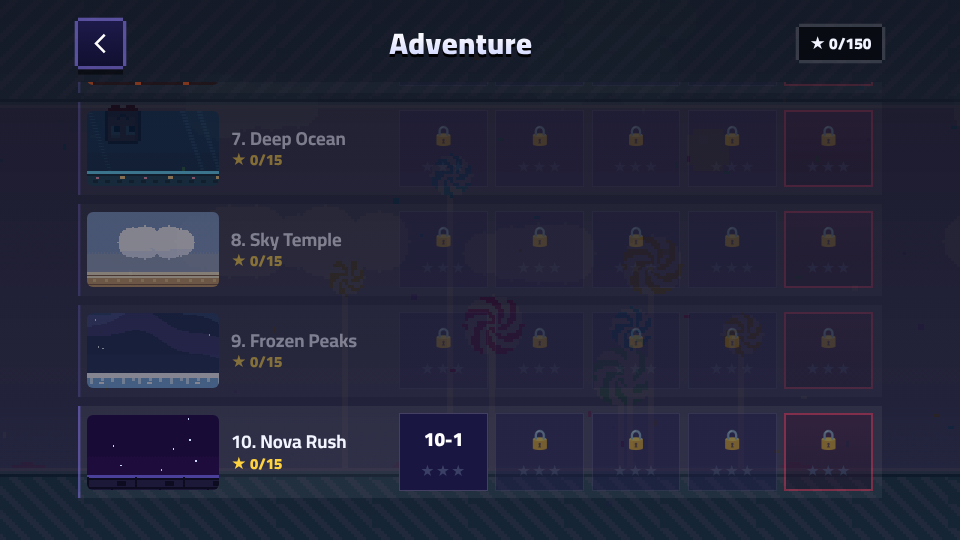 Adventure
★ 0/150
7. Deep Ocean
★ 0/15
8. Sky Temple
★ 0/15
9. Frozen Peaks
★ 0/15
10. Nova Rush
★ 0/15
10-1